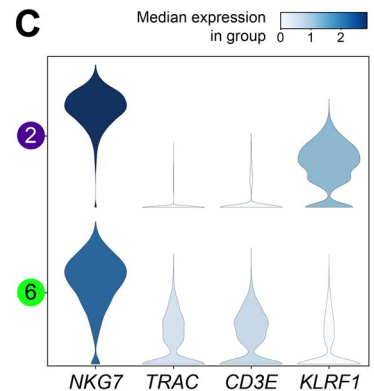 C
Median expression
in group
0 1 2
2
6
NKG7 TRAC CD3E KLRF1